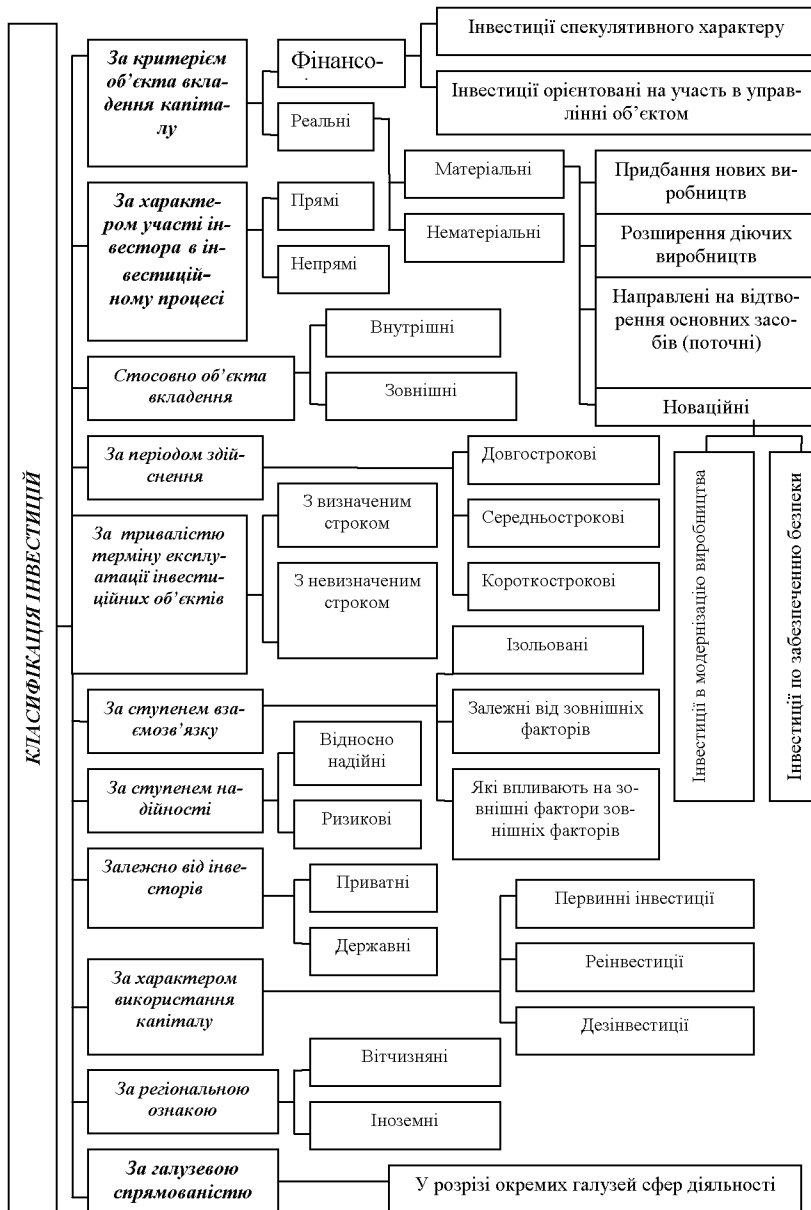 КЛАСИФІКАЦІЯ ІНВЕСТИЦІЙ
За критерієм
об’єкта вкла-
дення капіта-
лу
Фінансо-
Інвестиції спекулятивного характеру
Інвестиції орієнтовані на участь в управ-
лінні об’єктом
Реальні
Матеріальні
Нематеріальні
Придбання нових ви-
робництв
Розширення діючих
виробництв
Направлені на відтво-
рення основних засо-
бів (поточні)
Новаційні
Інвестиції в модернізацію виробництва
Інвестиції по забезпеченню безпеки
За характе-
ром участі ін-
вестора в ін-
вестицій-
ному процесі
Прямі
Непрямі
Стосовно об’єкта
вкладення
Внутрішні
Зовнішні
За періодом здій-
снення
Довгострокові
Середньострокові
Короткострокові
За тривалістю
терміну експлу-
атації інвести-
ційних об’єктів
З визначеним
строком
З невизначеним
строком
За ступенем вза-
ємозв’язку
Ізольовані
Залежні від зовнішніх
факторів
Які впливають на зо-
внішні фактори зов-
нішніх факторів
За ступенем на-
дійності
Відносно
надійні
Ризикові
Залежно від інве-
сторів
Приватні
Державні
За характером
використання
капіталу
Первинні інвестиції
Реінвестиції
Дезінвестиції
За регіональною
ознакою
Вітчизняні
Іноземні
За галузевою
спрямованістю
У розрізі окремих галузей сфер діяльності